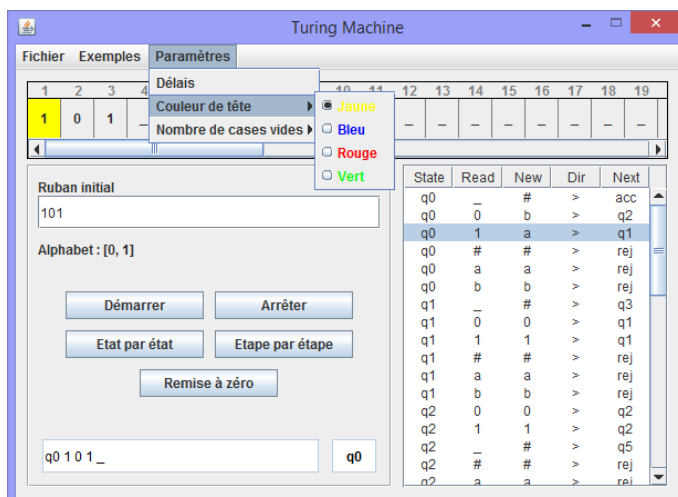 Turing Machine
Fichier Exemples Paramètres
1 2 3 4 10 11 12 13 14 15 16 17 18 19
1 0 1 _ _ _ _ _ _ _ _ _
Délais
Couleur de tête
Nombre de cases vides
Jaune
Bleu
Rouge
Vert
Ruban initial
101
Alphabet : [0, 1]
Démarrer Arrêter
Etat par état Etape par étape
Remise à zéro
q0 1 0 1 _ q0
State Read New Dir Next
q0 _ # > acc
q0 0 b > q2
q0 1 a > q1
q0 # # > rej
q0 a a > rej
q0 b b > rej
q1 _ # > q3
q1 0 0 > q1
q1 1 1 > q1
q1 # # > rej
q1 a a > rej
q1 b b > rej
q2 0 0 > q2
q2 1 1 > q2
q2 _ # > q5
q2 # # > rej
q2 a a > rej